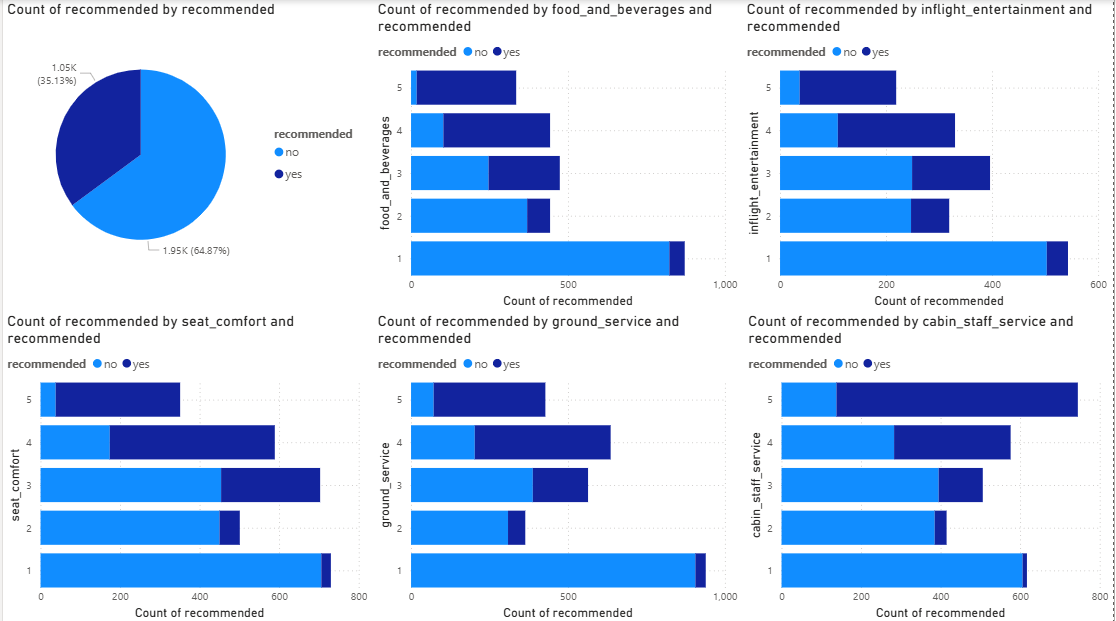 Count of recommended by recommended
1.05K
(35.13%)
1.95K (64.87%)
recommended
no
yes
Count of recommended by food_and_beverages and
recommended
recommended no yes
food_and_beverages
5
4
3
2
1
0 500 1,000
Count of recommended
Count of recommended by inflight_entertainment and
recommended
recommended no yes
inflight_entertainment
5
4
3
2
1
0 200 400 600
Count of recommended
Count of recommended by seat_comfort and
recommended
recommended no yes
seat_comfort
5
4
3
2
1
0 200 400 600 800
Count of recommended
Count of recommended by ground_service and
recommended
recommended no yes
ground_service
5
4
3
2
1
0 500 1,000
Count of recommended
Count of recommended by cabin_staff_service and
recommended
recommended no yes
cabin_staff_service
5
4
3
2
1
0 200 400 600 800
Count of recommended